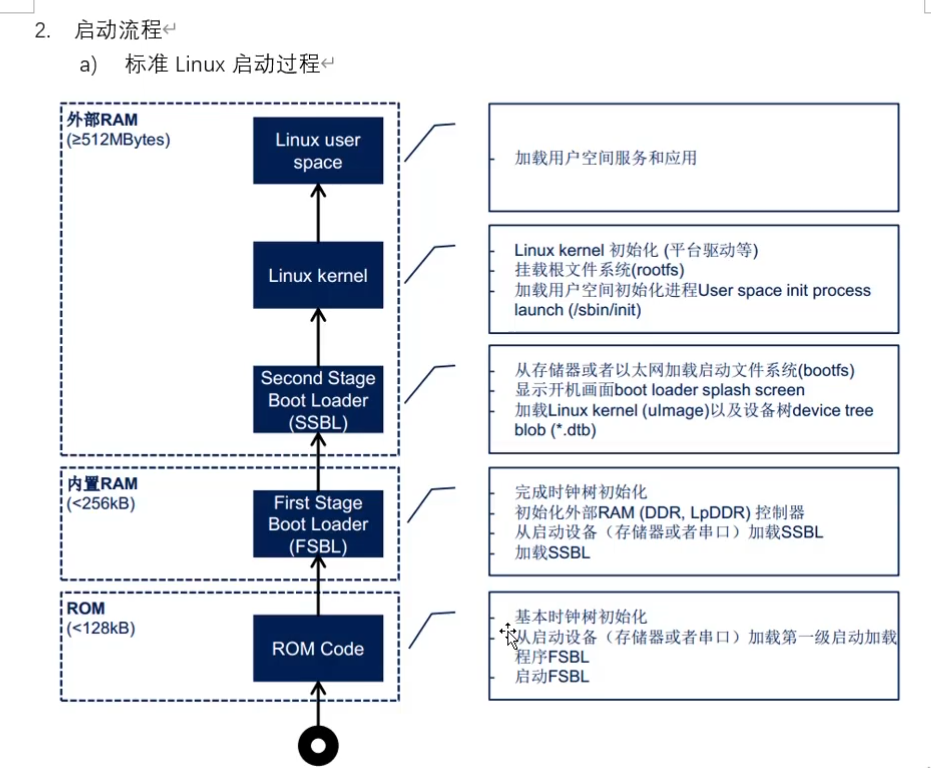 2. 启动流程↵
a) 标准 Linux 启动过程↵
外部RAM
(≥512MBytes)
Linux user
space
加载用户空间服务和应用
Linux kernel
- Linux kernel 初始化 (平台驱动等)
- 挂载根文件系统(rootfs)
- 加载用户空间初始化进程User space init process
launch (/sbin/init)
Second Stage
Boot Loader
(SSBL)
- 从存储器或者以太网加载启动文件系统(bootfs)
- 显示开机画面boot loader splash screen
- 加载Linux kernel (uImage)以及设备树device tree
blob (*.dtb)
内置RAM
(<256kB)
First Stage
Boot Loader
(FSBL)
- 完成时钟树初始化
- 初始化外部RAM (DDR, LpDDR) 控制器
- 从启动设备（存储器或者串口）加载SSBL
- 加载SSBL
ROM
(<128kB)
ROM Code
- 基本时钟树初始化
- 从启动设备（存储器或者串口）加载第一级启动加载
程序FSBL
- 启动FSBL